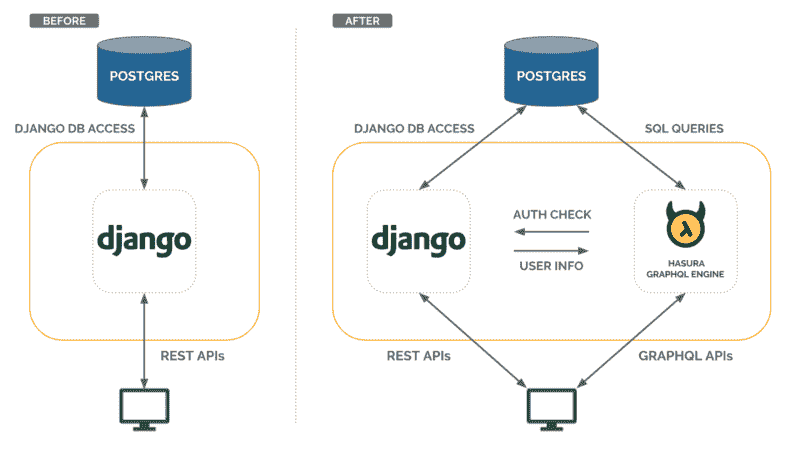 BEFORE
POSTGRES
DJANGO DB ACCESS
django
REST APIs
AFTER
POSTGRES
DJANGO DB ACCESS
SQL QUERIES
django
AUTH CHECK
USER INFO
λ
HASURA
GRAPHQL ENGINE
REST APIs
GRAPHQL APIs